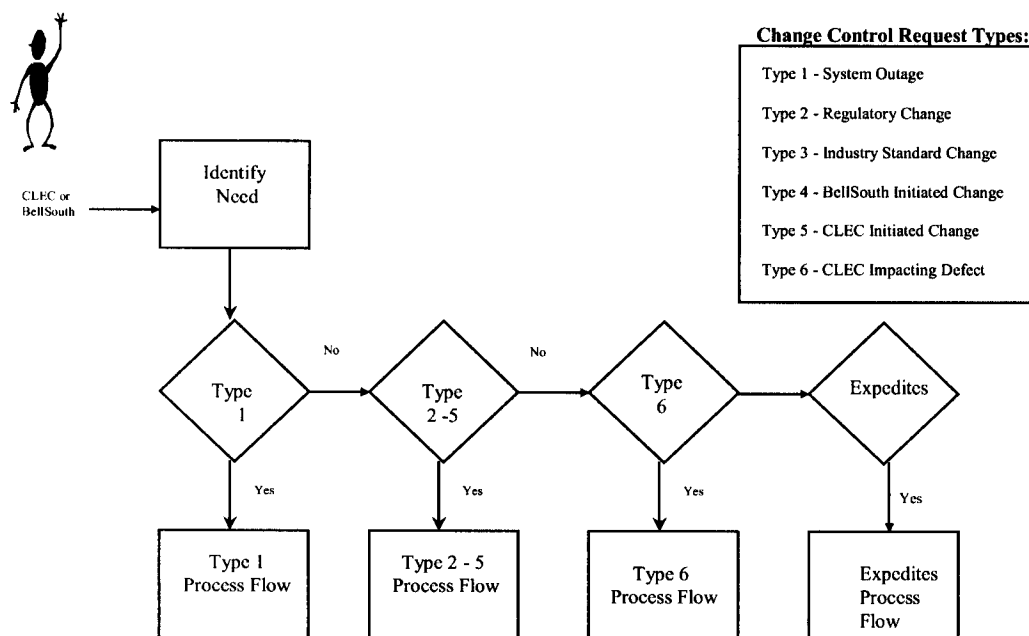 Change Control Request Types:
Type 1 - System Outage
Type 2 - Regulatory Change
Type 3 - Industry Standard Change
Type 4 - BellSouth Initiated Change
Type 5 - CLEC Initiated Change
Type 6 - CLEC Impacting Defect
CLEC or
BellSouth
Identify
Need
Type
1
No
Type
2 -5
No
Type
6
Expedites
Yes
Yes
Yes
Yes
Type 1
Process Flow
Type 2 - 5
Process Flow
Type 6
Process Flow
Expedites
Process
Flow